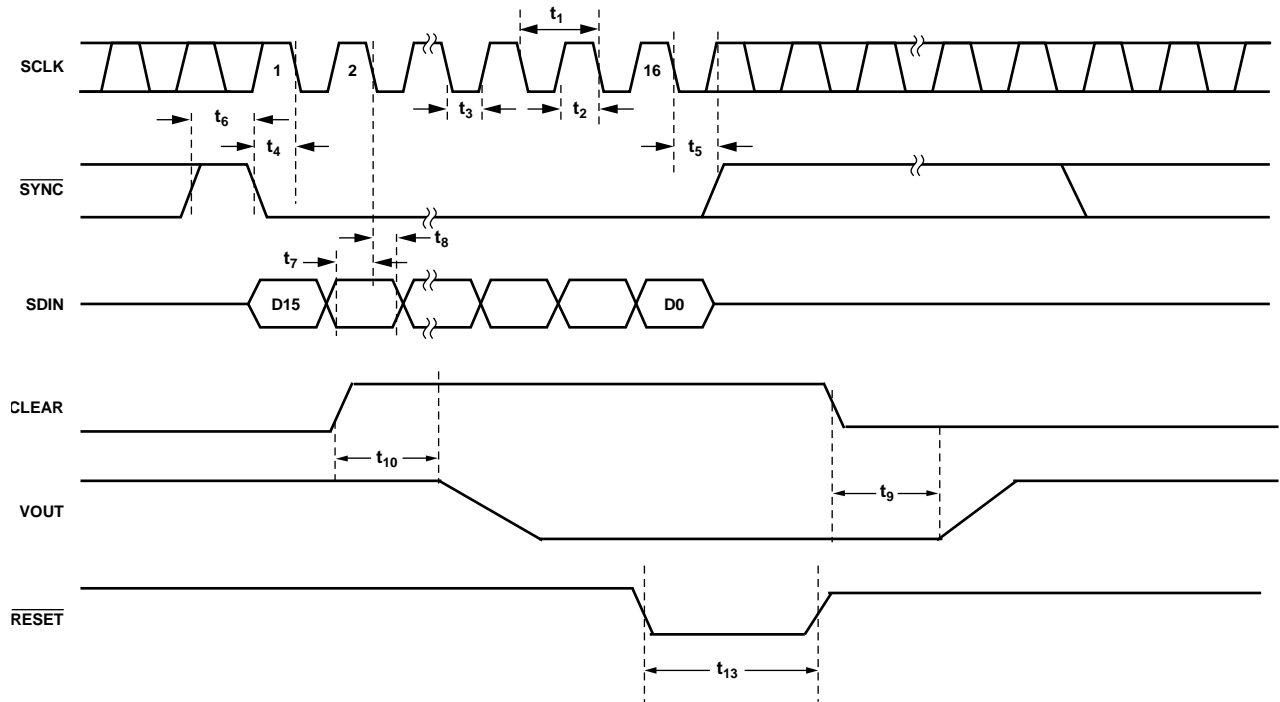 t1
SCLK
1
2
16
t3
t2
t6
t4
t5
SYNC
t8
t7
SDIN
D15
D0
CLEAR
t10
t9
VOUT
RESET
t13